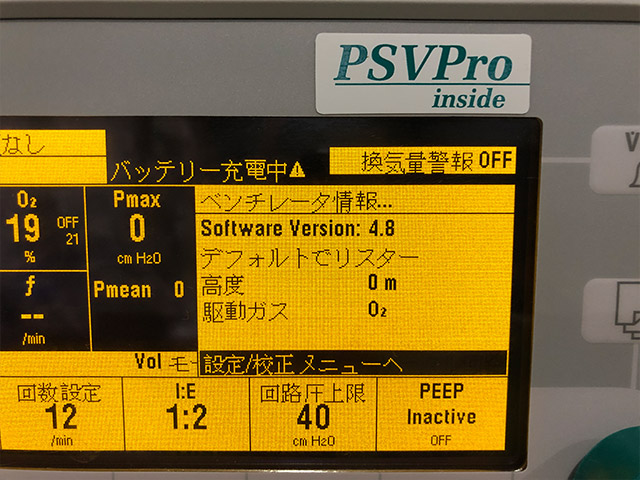 PSVPro
inside
なし
バッテリー充電中
換気量警報 OFF
O₂
19
OFF
21
%
Pmax
0
cm H2O
Pmean 0
f
--
/min
ベンチレータ情報...
Software Version: 4.8
デフォルトでリスター
高度 0 m
駆動ガス O₂
設定/校正メニューへ
Vol モー
回数設定
12
/min
I:E
1:2
回路圧上限
40
cm H2O
PEEP
Inactive
OFF
V